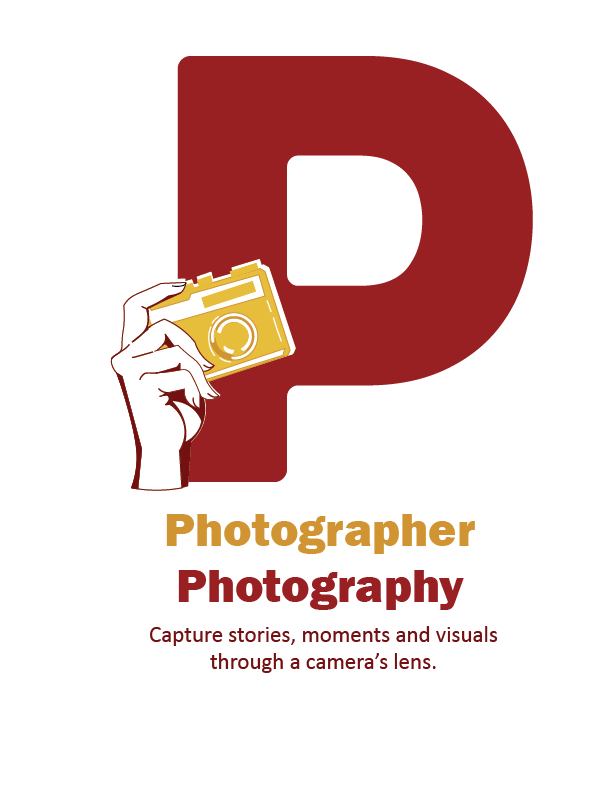 P
Photographer
Photography
Capture stories, moments and visuals
through a camera’s lens.